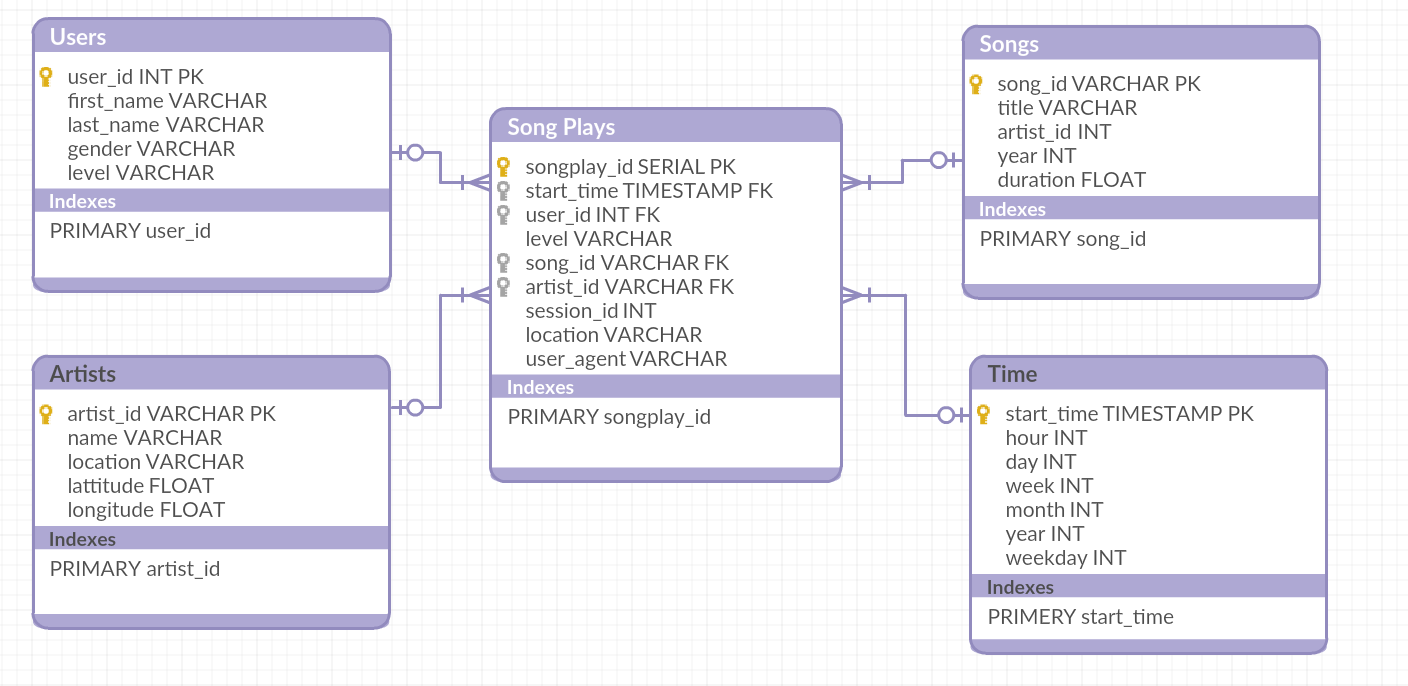 Users
user_id INT PK
first_name VARCHAR
last_name VARCHAR
gender VARCHAR
level VARCHAR
Indexes
PRIMARY user_id
Song Plays
songplay_id SERIAL PK
start_time TIMESTAMP FK
user_id INT FK
level VARCHAR
song_id VARCHAR FK
artist_id VARCHAR FK
session_id INT
location VARCHAR
user_agent VARCHAR
Indexes
PRIMARY songplay_id
Songs
song_id VARCHAR PK
title VARCHAR
artist_id INT
year INT
duration FLOAT
Indexes
PRIMARY song_id
Artists
artist_id VARCHAR PK
name VARCHAR
location VARCHAR
lattitude FLOAT
longitude FLOAT
Indexes
PRIMARY artist_id
Time
start_time TIMESTAMP PK
hour INT
day INT
week INT
month INT
year INT
weekday INT
Indexes
PRIMERY start_time